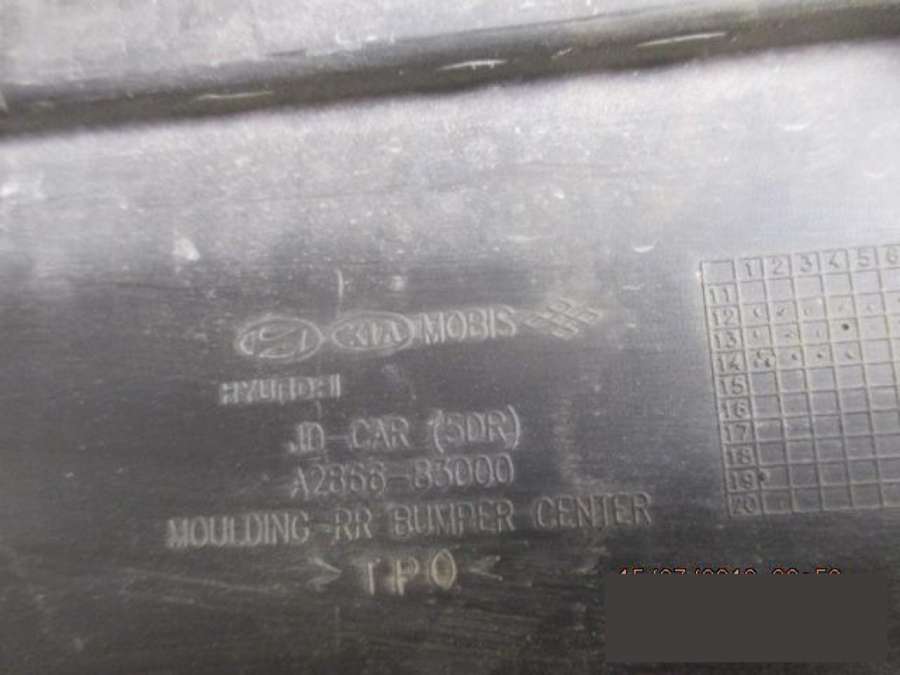 KIA MOBIS
HYUNDAI
JD-CAR (5DR)
MOULDING-RR BUMPER CENTER
>TPO<
1 2 3 4 5 6
11
12
13
14
15
16
17
18
19
20